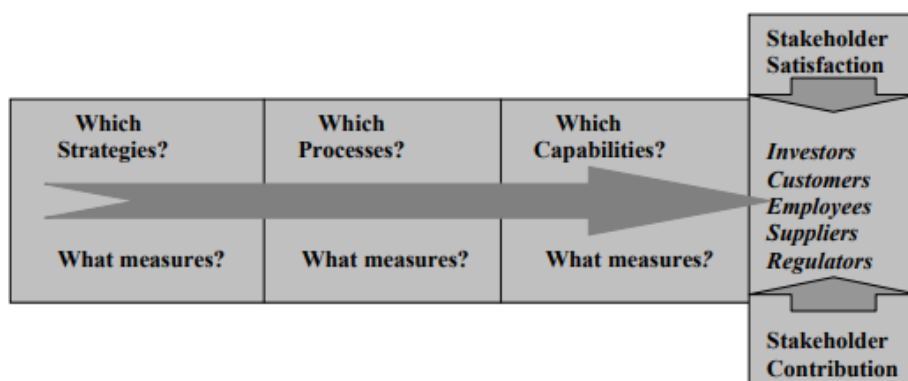 Stakeholder
Satisfaction
Which
Strategies?
Which
Processes?
Which
Capabilities?
Investors
Customers
Employees
Suppliers
Regulators
What measures?
What measures?
What measures?
Stakeholder
Contribution